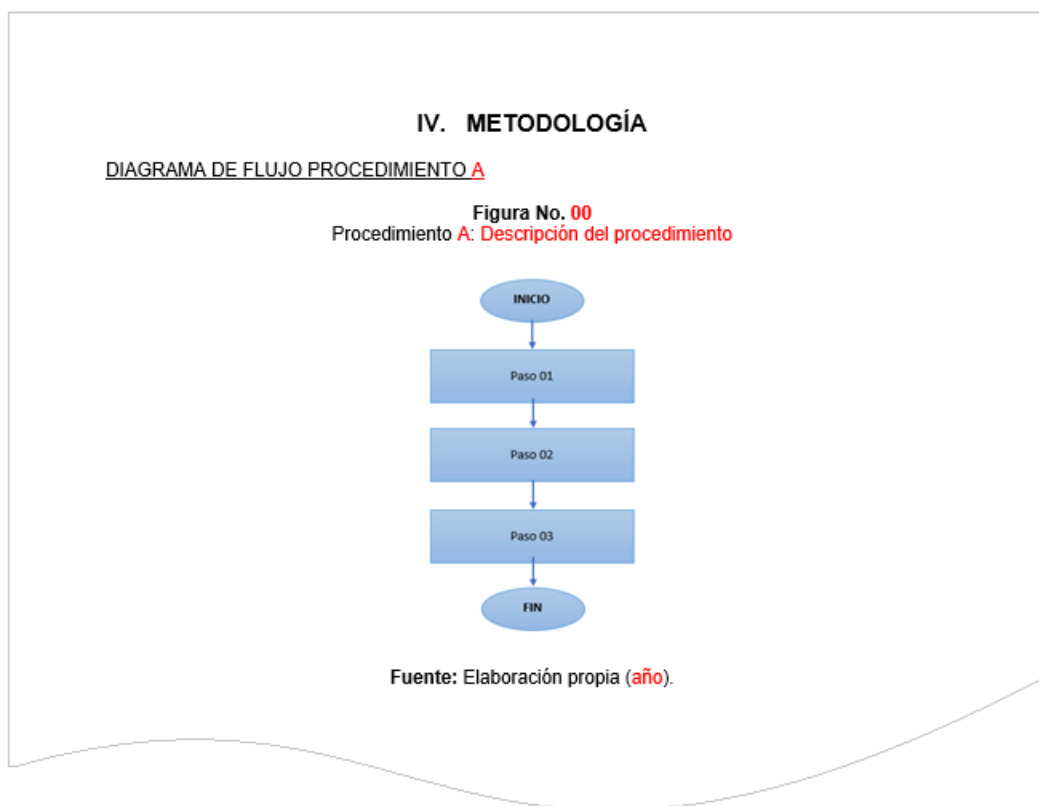 IV. METODOLOGÍA
DIAGRAMA DE FLUJO PROCEDIMIENTO A
Figura No. 00
Procedimiento A: Descripción del procedimiento
INICIO
Paso 01
Paso 02
Paso 03
FIN
Fuente: Elaboración propia (año).